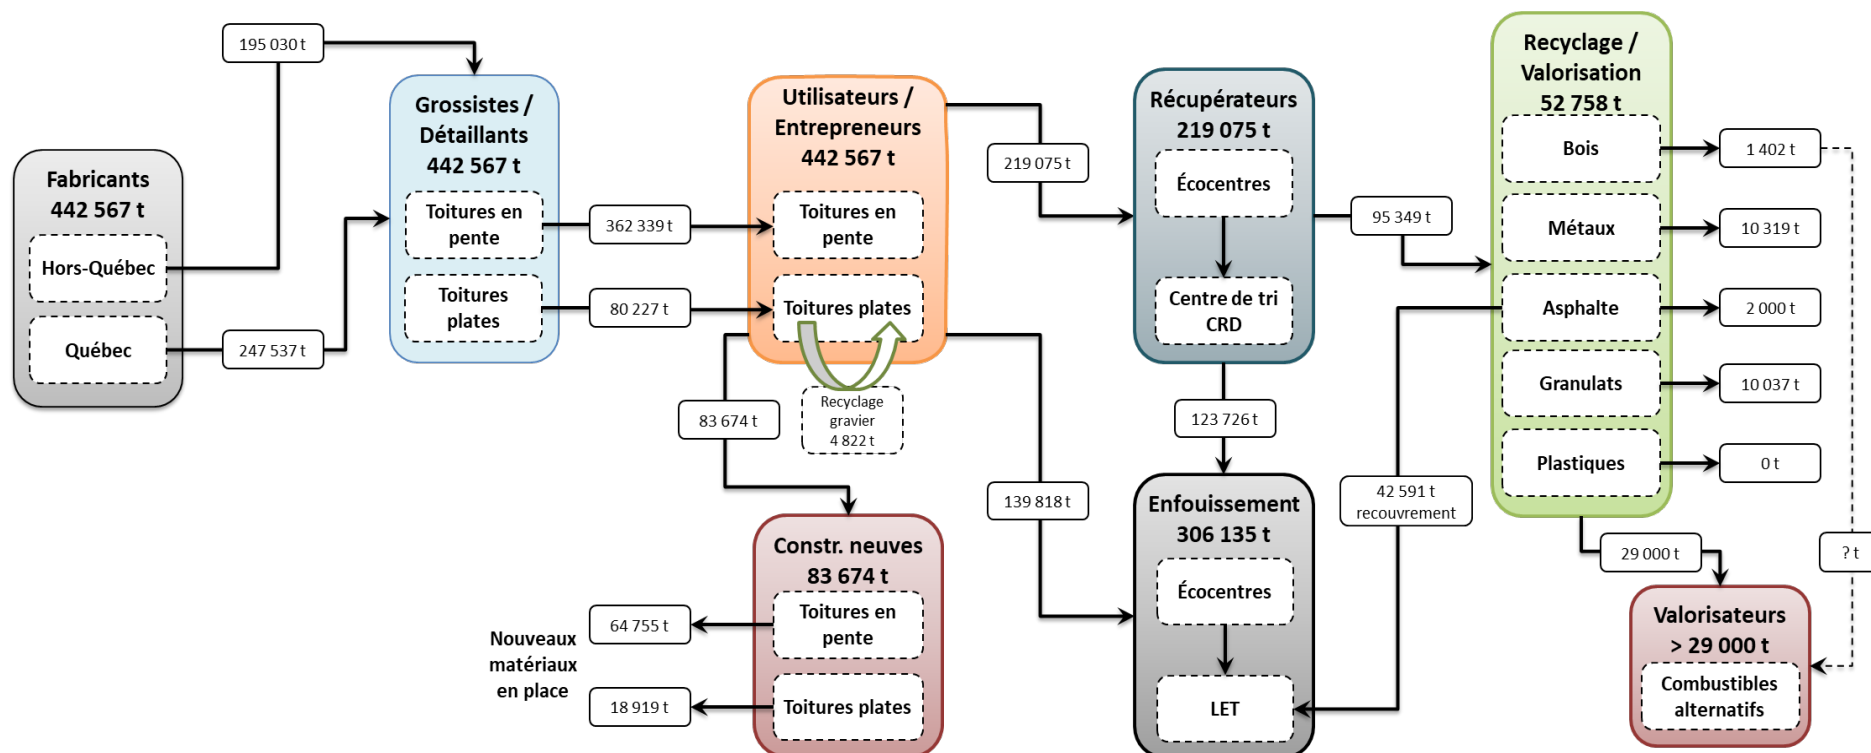 195 030 t
Fabricants
442 567 t
Hors-Québec
Québec
247 537 t
Grossistes /
Détaillants
442 567 t
Toitures en
pente
Toitures
plates
362 339 t
80 227 t
Utilisateurs /
Entrepreneurs
442 567 t
Toitures en
pente
Toitures plates
Recyclage
gravier
4 822 t
83 674 t
Constr. neuves
83 674 t
Toitures en
pente
Toitures plates
64 755 t
18 919 t
Nouveaux
matériaux
en place
219 075 t
139 818 t
Récupérateurs
219 075 t
Écocentres
Centre de tri
CRD
123 726 t
Enfouissement
306 135 t
Écocentres
LET
95 349 t
42 591 t
recouvrement
Recyclage /
Valorisation
52 758 t
Bois
Métaux
Asphalte
Granulats
Plastiques
1 402 t
10 319 t
2 000 t
10 037 t
0 t
29 000 t
? t
Valorisateurs
> 29 000 t
Combustibles
alternatifs